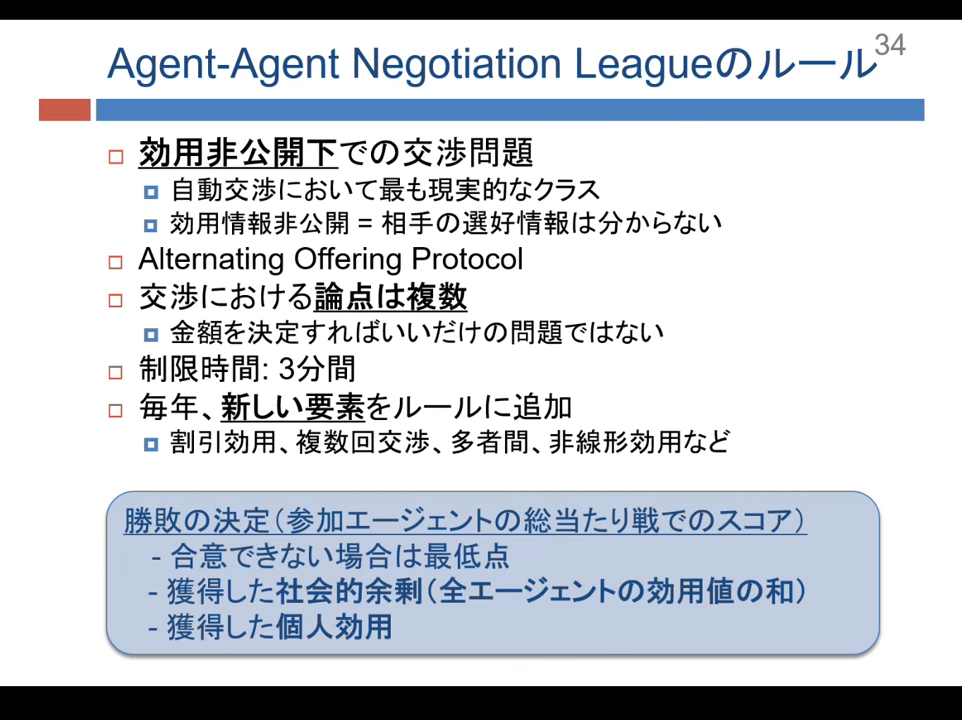 34
Agent-Agent Negotiation Leagueのルール
効用非公開下での交渉問題
自動交渉において最も現実的なクラス
効用情報非公開 = 相手の選好情報は分からない
Alternating Offering Protocol
交渉における論点は複数
金額を決定すればいいだけの問題ではない
制限時間: 3分間
毎年、新しい要素をルールに追加
割引効用、複数回交渉、多者間、非線形効用など
勝敗の決定(参加エージェントの総当たり戦でのスコア)
- 合意できない場合は最低点
- 獲得した社会的余剰(全エージェントの効用値の和)
- 獲得した個人効用